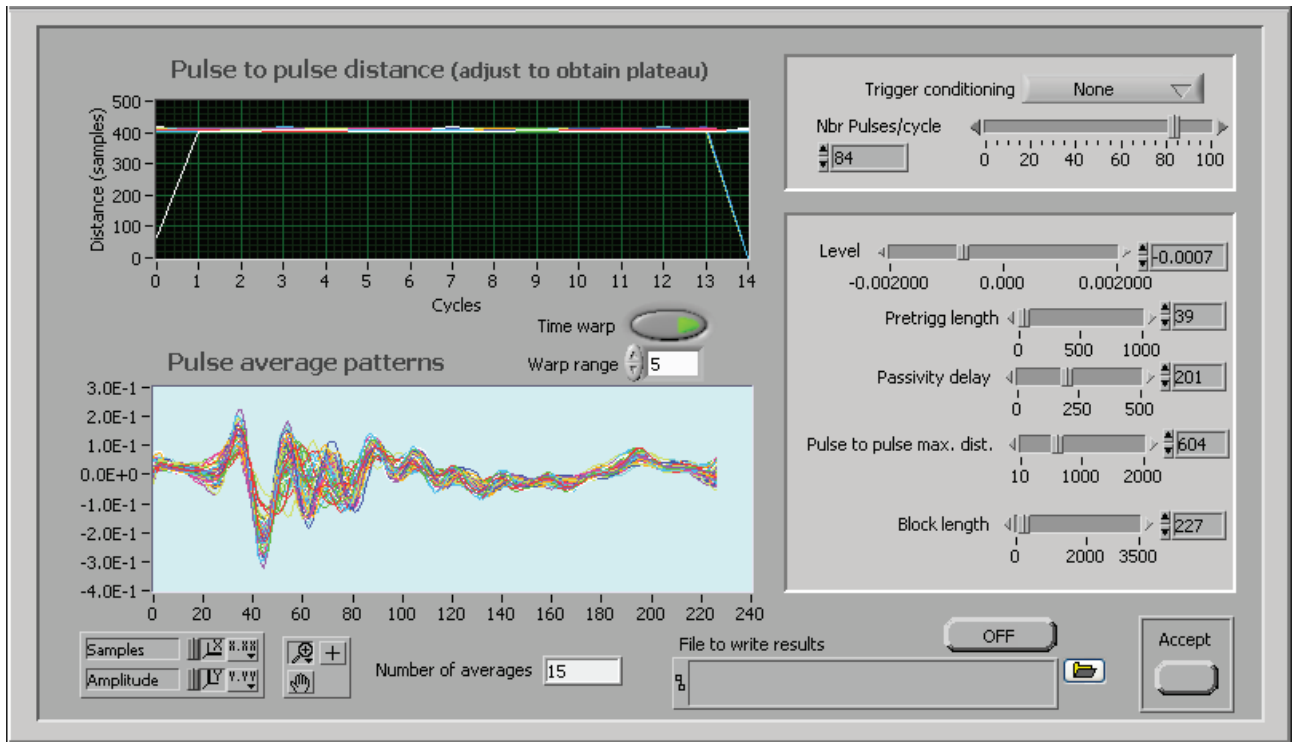 Pulse to pulse distance (adjust to obtain plateau)
500
400
300
200
100
0
Distance (samples)
0 1 2 3 4 5 6 7 8 9 10 11 12 13 14
Cycles
Time warp
Warp range 5
Pulse average patterns
3.0E-1
2.0E-1
1.0E-1
0.0E+0
-1.0E-1
-2.0E-1
-3.0E-1
-4.0E-1
0 20 40 60 80 100 120 140 160 180 200 220 240
Samples X 8.88
Amplitude Y Y.YY
Number of averages 15
Trigger conditioning None
Nbr Pulses/cycle
84
0 20 40 60 80 100
Level -0.0007
-0.002000 0.000 0.002000
Pretrigg length 39
0 500 1000
Passivity delay 201
0 250 500
Pulse to pulse max. dist. 604
10 1000 2000
Block length 227
0 2000 3500
File to write results
OFF
Accept